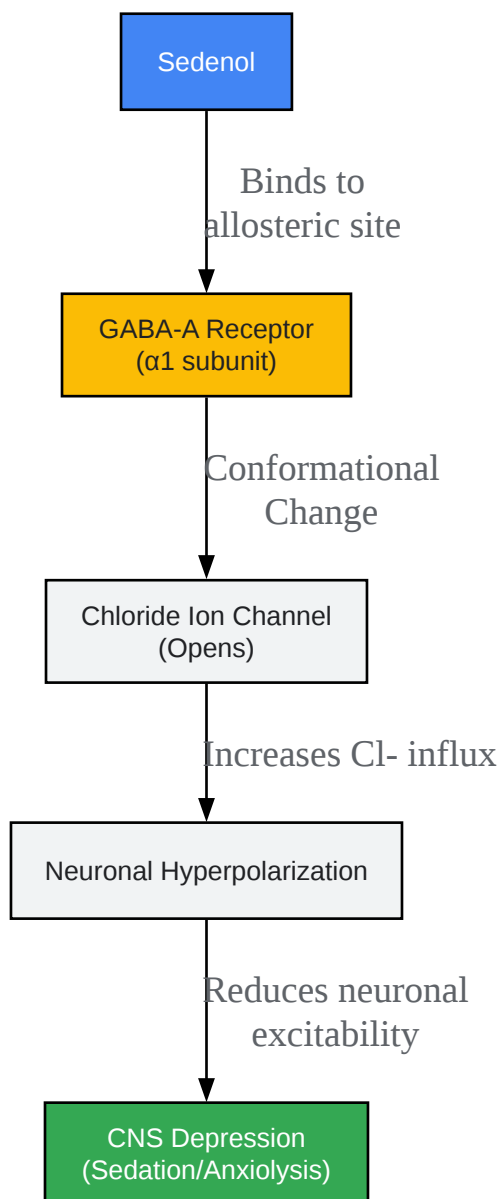 Sedenol
Binds to
allosteric site
GABA-A Receptor
(α1 subunit)
Conformational
Change
Chloride Ion Channel
(Opens)
Increases Cl- influx
Neuronal Hyperpolarization
Reduces neuronal
excitability
CNS Depression
(Sedation/Anxiolysis)